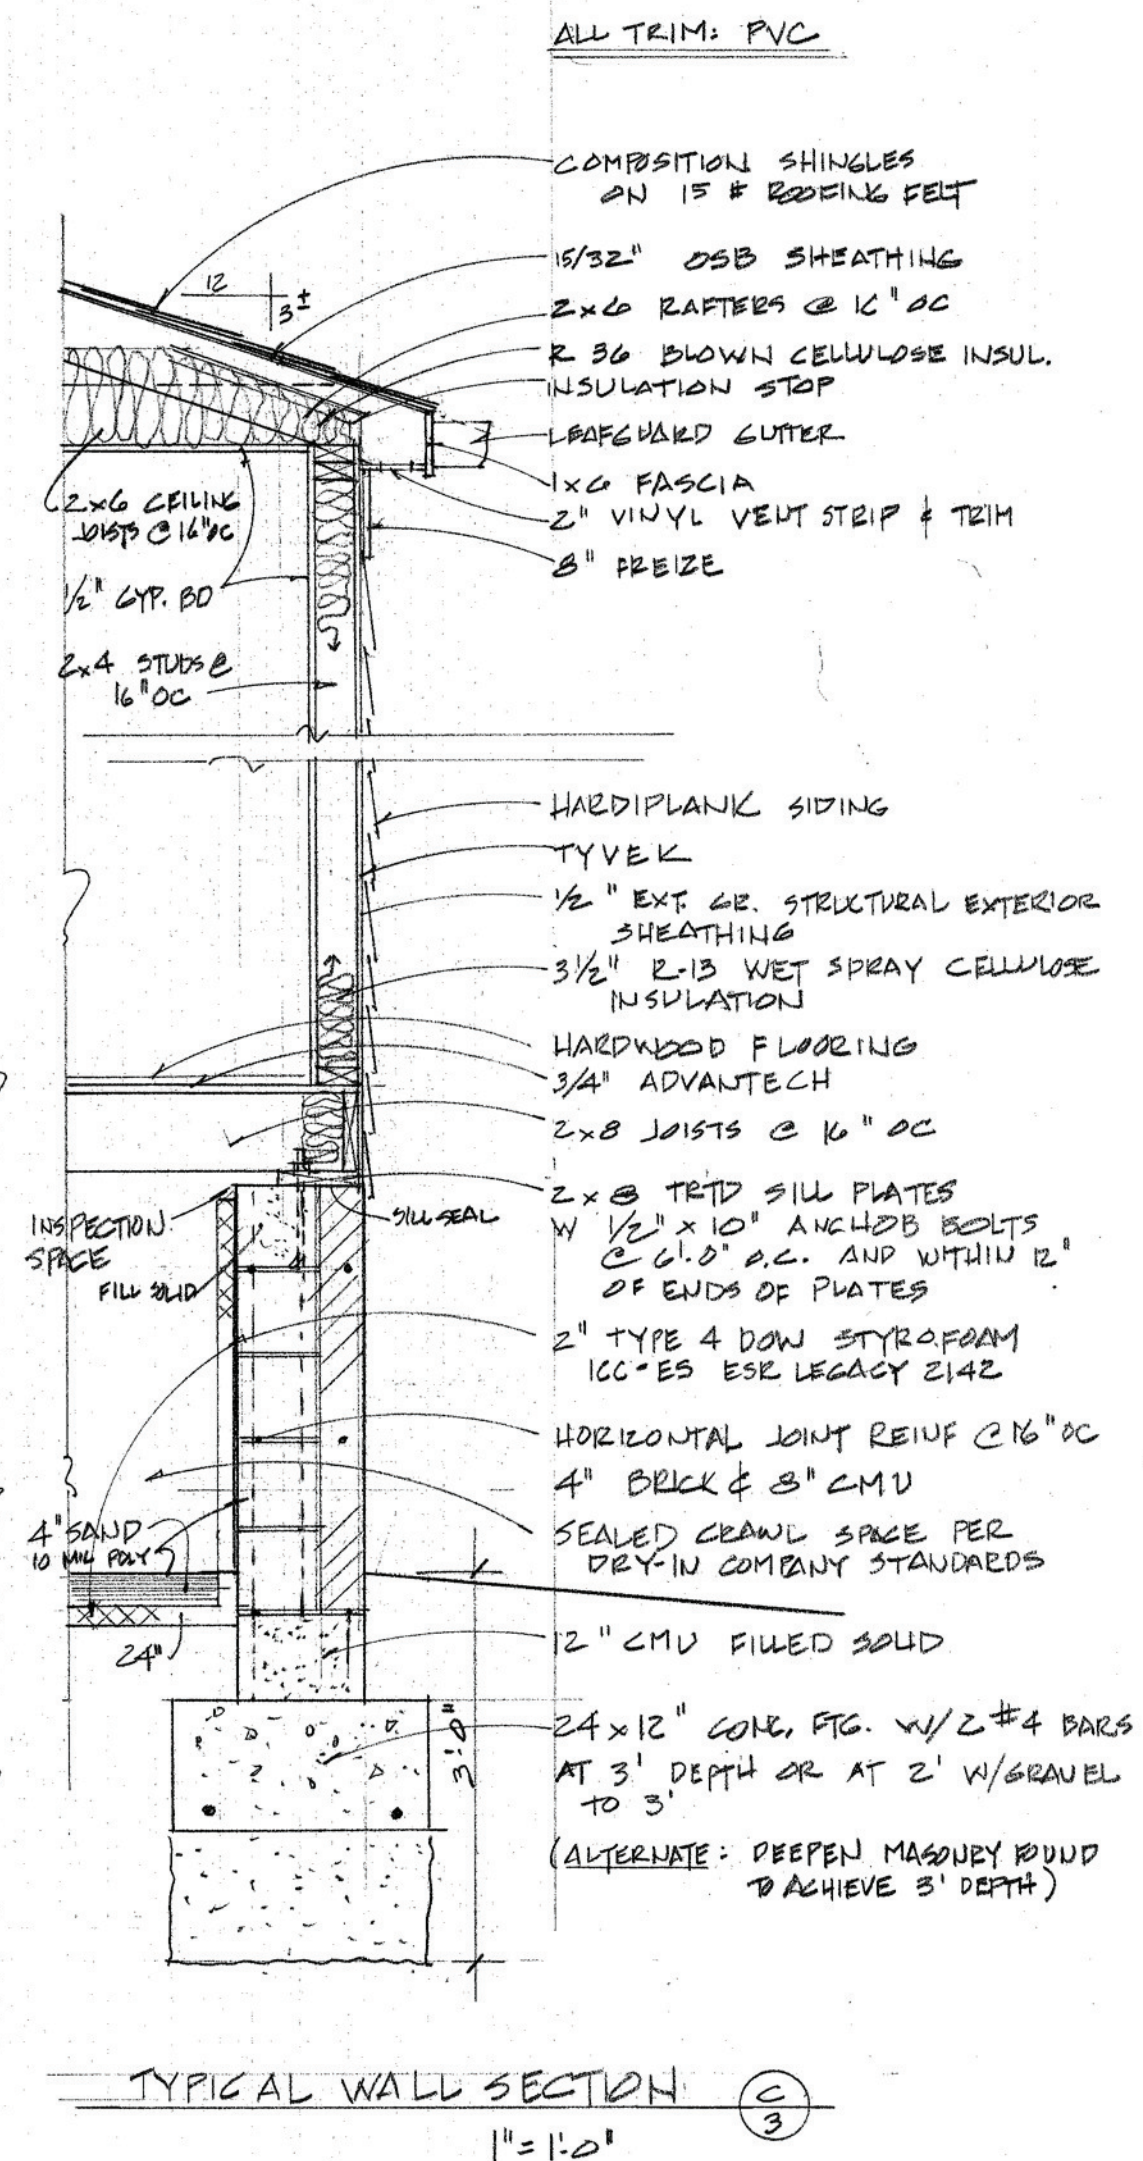 ALL TRIM: PVC
COMPOSITION SHINGLES
ON 15 # ROOFING FELT
15/32" OSB SHEATHING
2x6 RAFTERS @ 16" OC
R 36 BLOWN CELLULOSE INSUL.
INSULATION STOP
LEAFGUARD GUTTER
1x6 FASCIA
2" VINYL VENT STRIP & TRIM
8" FREIZE
12
3 ±
2x6 CEILING
JOISTS @ 16" OC
1/2" GYP. BD
2x4 STUDS @
16" OC
HARDIPLANK SIDING
TYVEK
1/2" EXT. GR. STRUCTURAL EXTERIOR
SHEATHING
3 1/2" R-13 WET SPRAY CELLULOSE
INSULATION
HARDWOOD FLOORING
3/4" ADVANTECH
2x8 JOISTS @ 16" OC
2 x 8 TRTD SILL PLATES
W 1/2" x 10" ANCHOB BOLTS
@ 6'.0" O.C. AND WITHIN 12"
OF ENDS OF PLATES
INSPECTION
SPACE
SILL SEAL
FILL SOLID
2" TYPE 4 DOW STYROFOAM
ICC-ES ESR LEGACY 2142
HORIZONTAL JOINT REINF @ 16" OC
4" BRICK & 8" CMU
SEALED CRAWL SPACE PER
DRY-IN COMPANY STANDARDS
4" SAND
10 MIL POLY
24"
12" CMU FILLED SOLID
3'.0"
24 x 12" CONC. FTG. W/2 #4 BARS
AT 3' DEPTH OR AT 2' W/GRAVEL
TO 3'
(ALTERNATE: DEEPEN MASONRY FOUND
TO ACHIEVE 3' DEPTH)
TYPICAL WALL SECTION
C
3
1" = 1'.0"